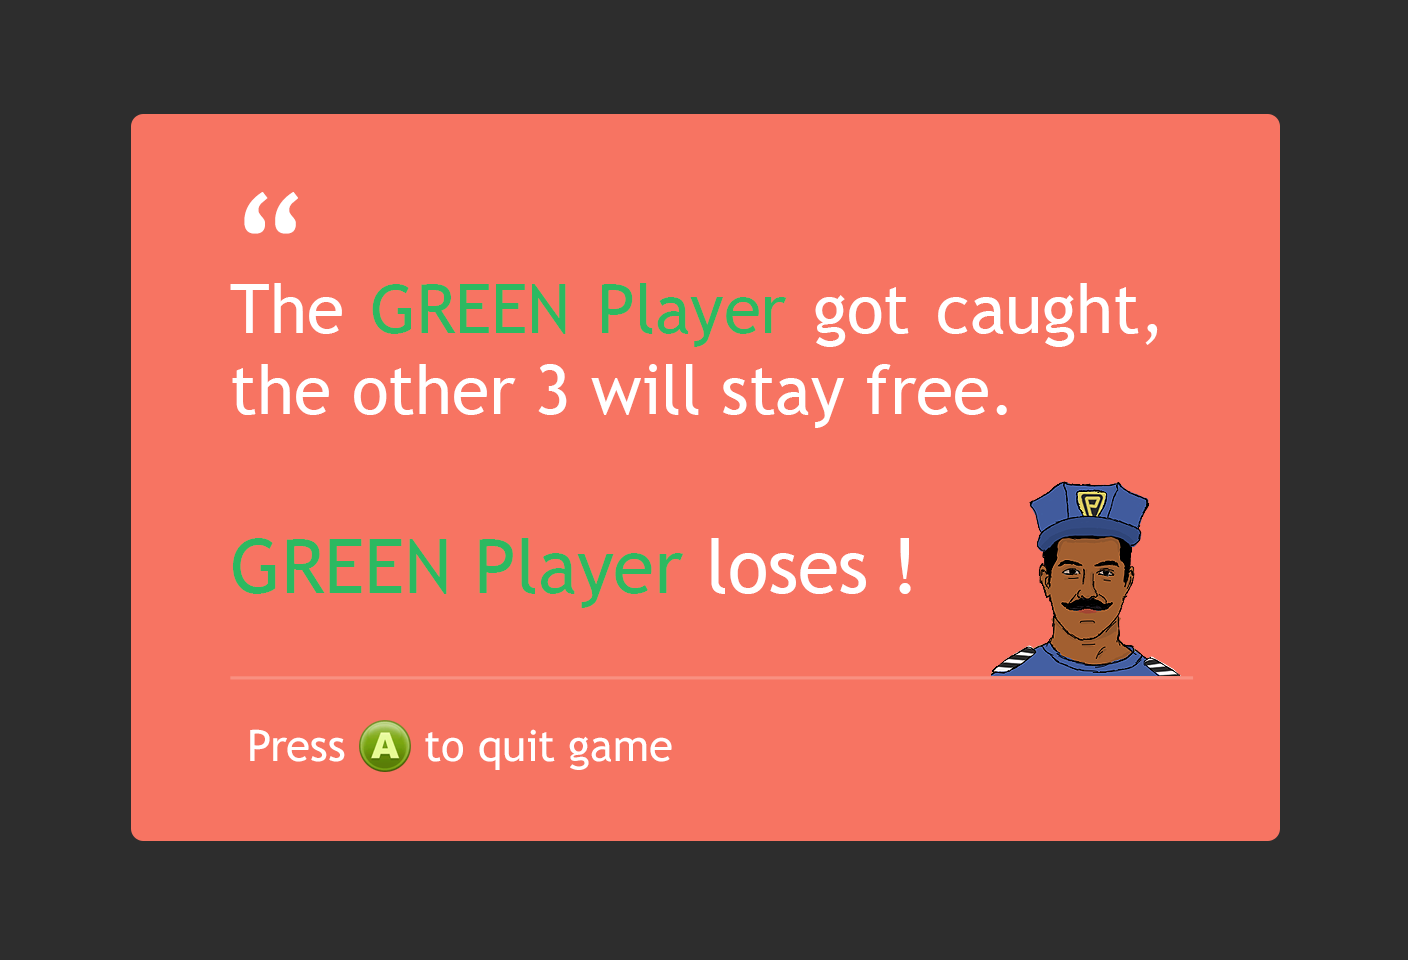 “
The GREEN Player got caught,
the other 3 will stay free.
GREEN Player loses !
P
Press A to quit game